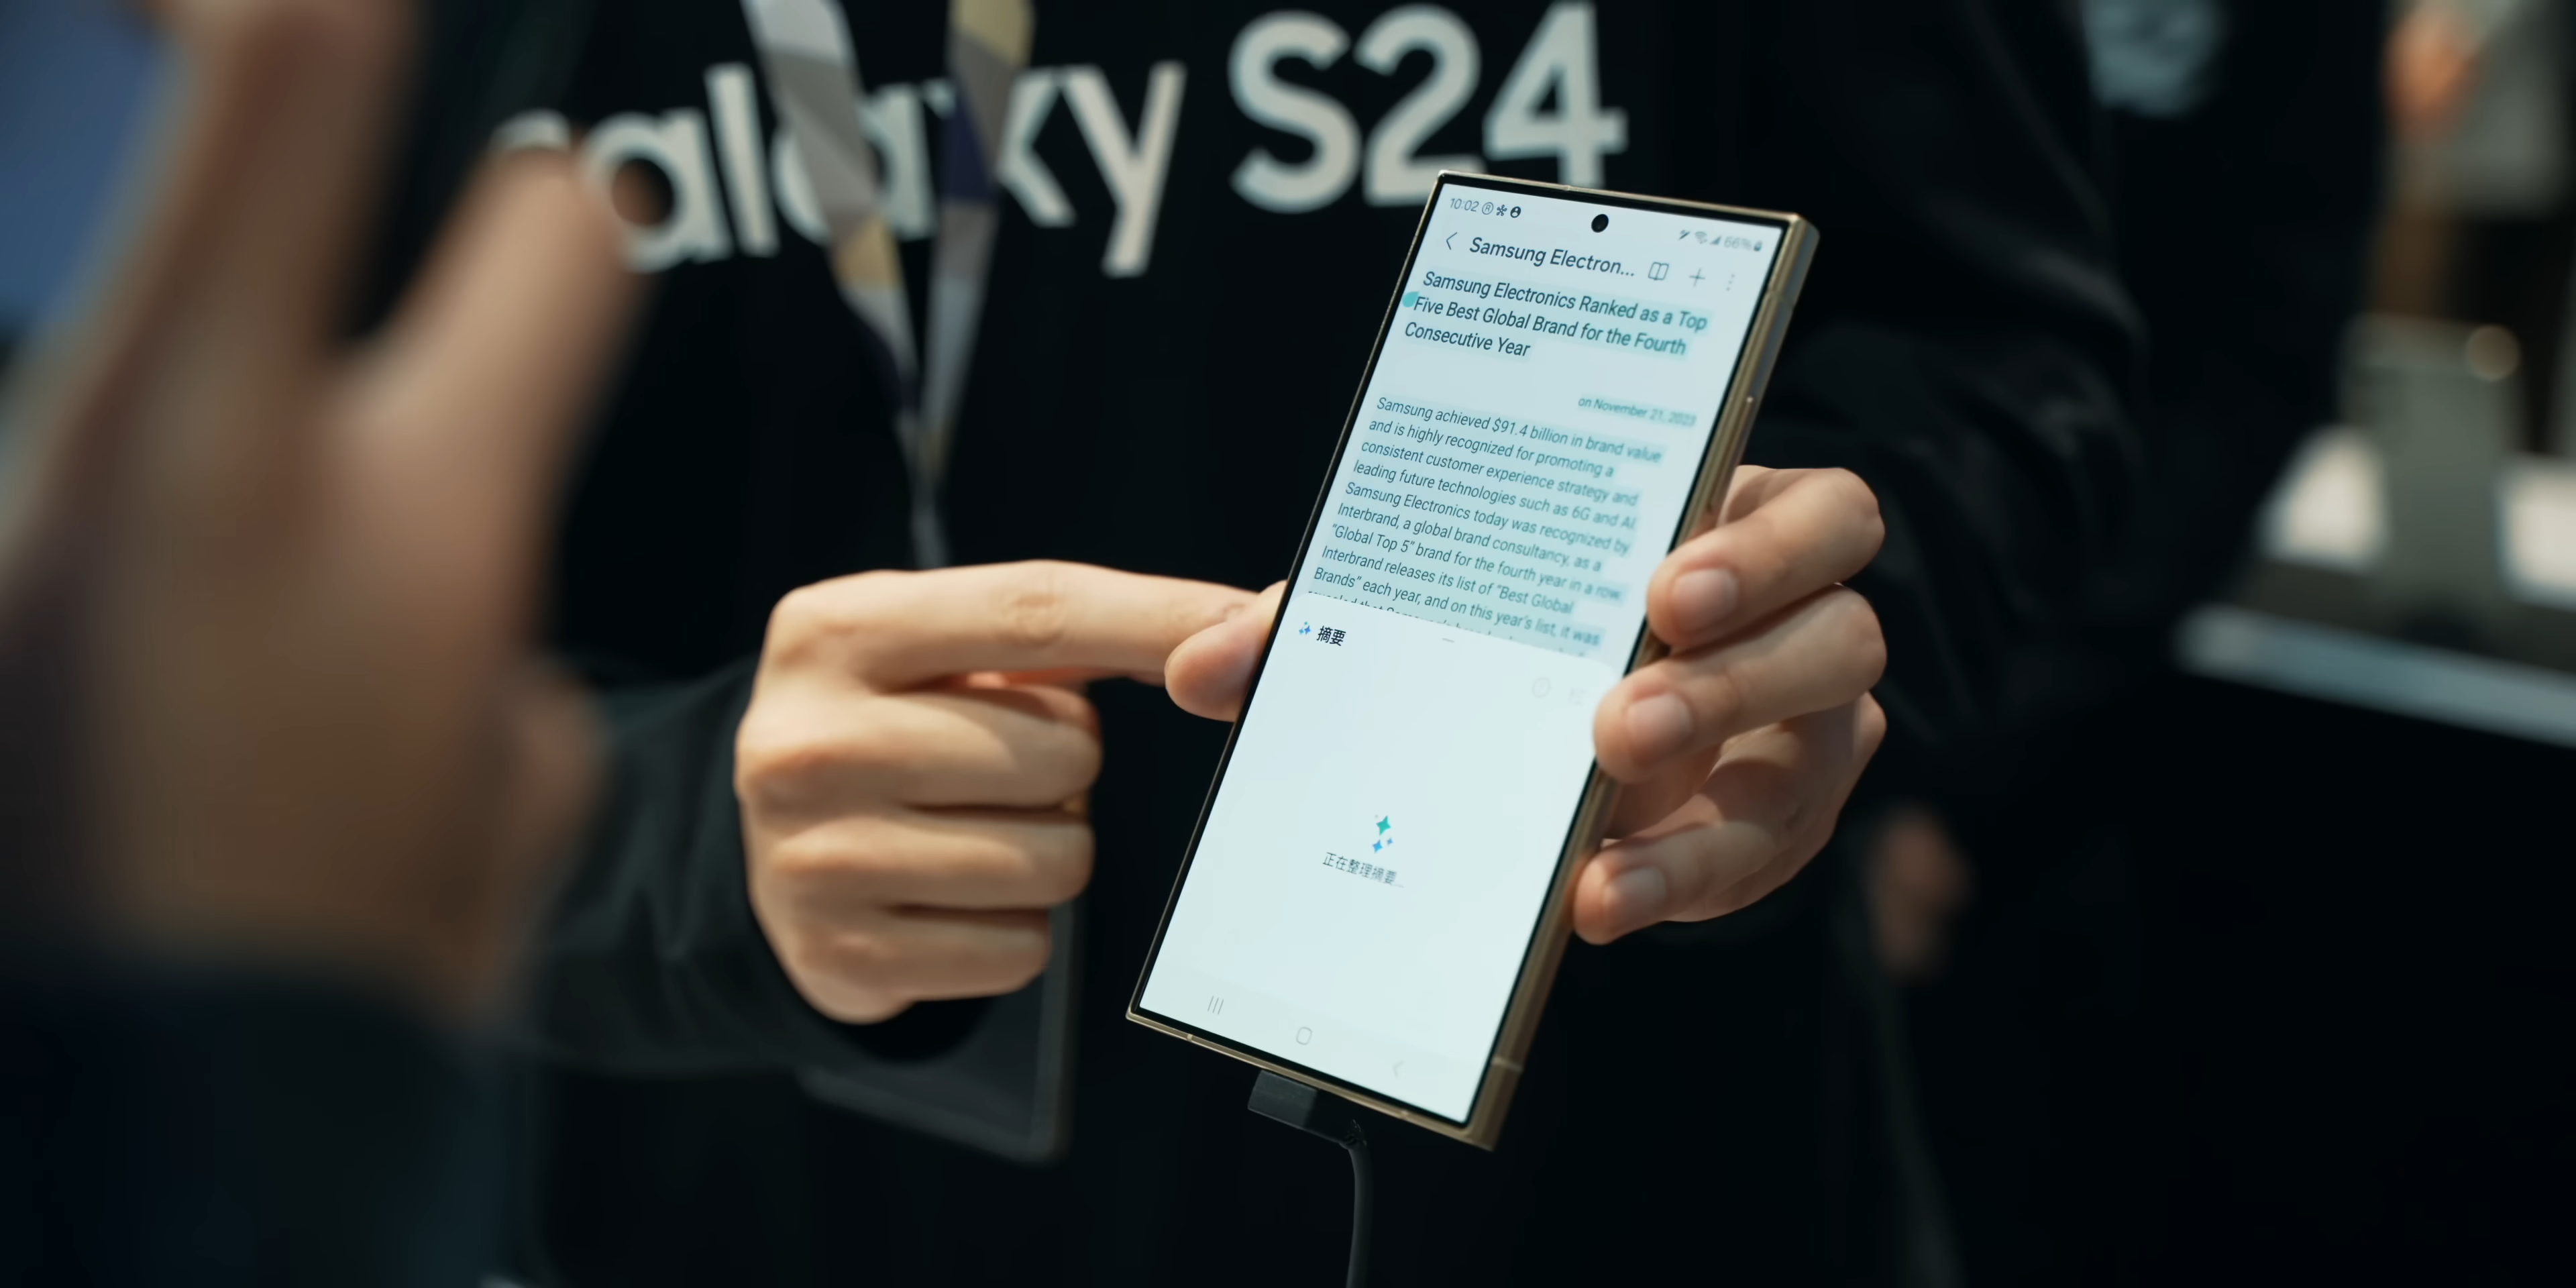 Galaxy S24
10:02
66%
Samsung Electron...
Samsung Electronics Ranked as a Top
Five Best Global Brand for the Fourth
Consecutive Year
on November 21, 2023
Samsung achieved $91.4 billion in brand value
and is highly recognized for promoting a
consistent customer experience strategy and
leading future technologies such as 6G and AI
Samsung Electronics today was recognized by
Interbrand, a global brand consultancy, as a
"Global Top 5" brand for the fourth year in a row.
Interbrand releases its list of "Best Global
Brands" each year, and on this year's list, it was
摘要
正在整理摘要...